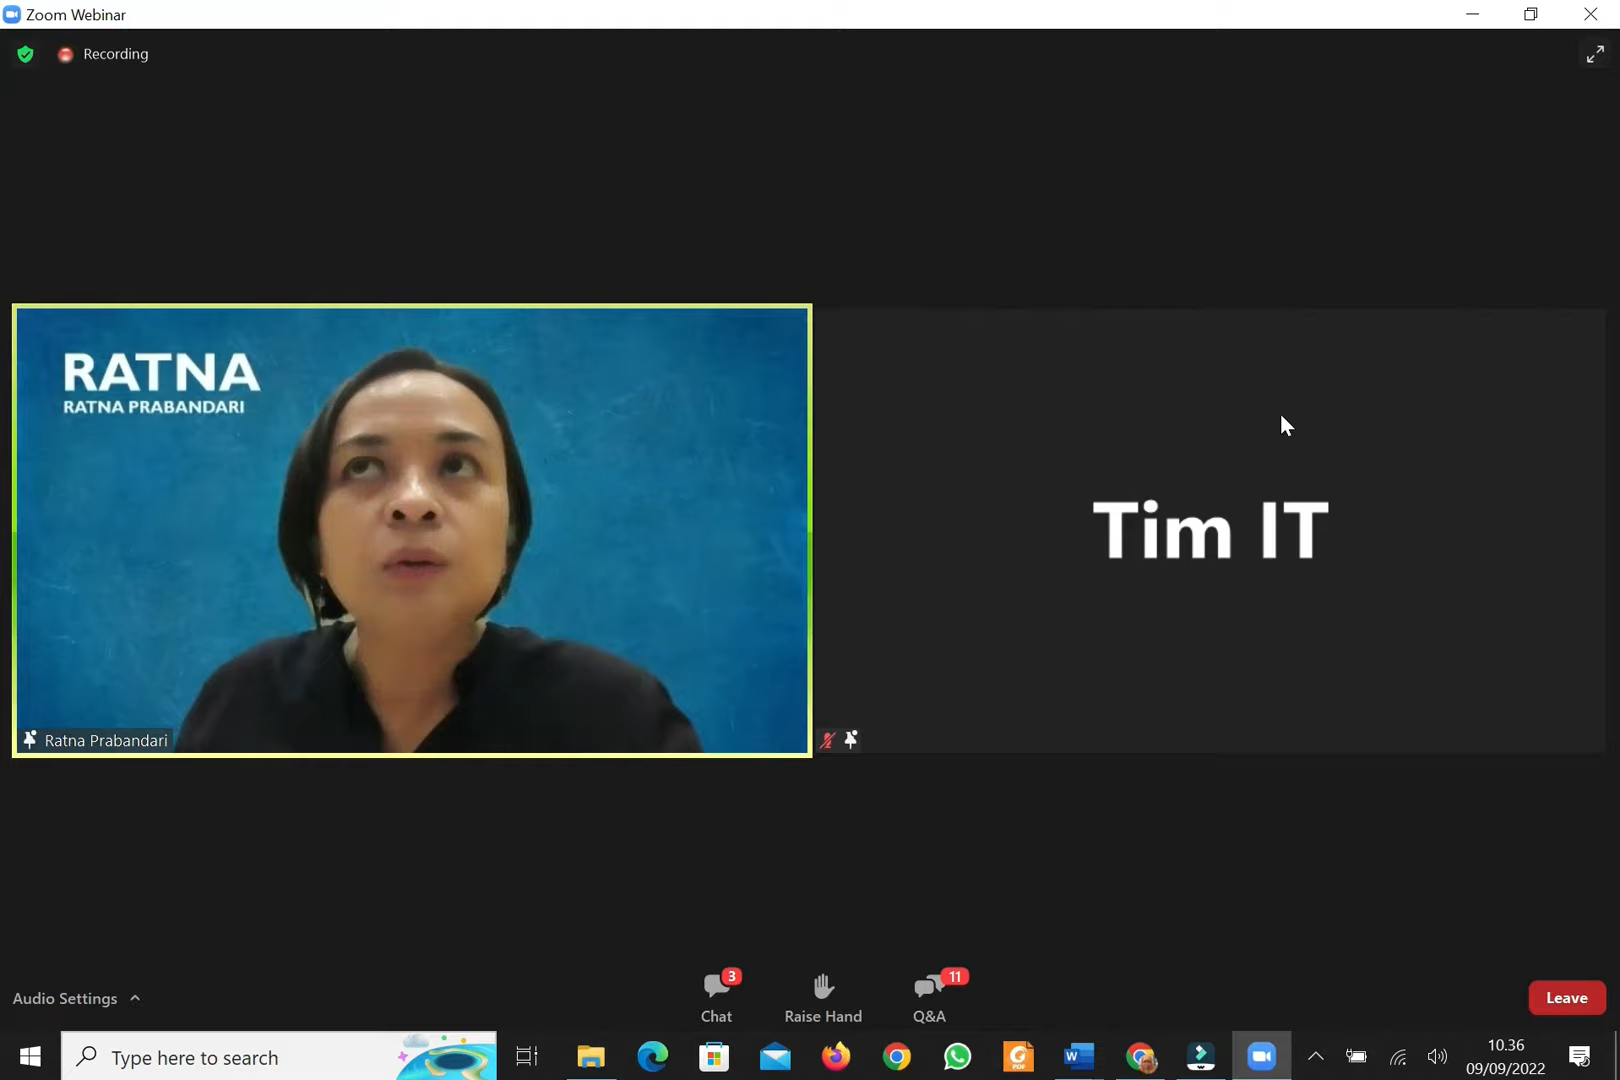 Zoom Webinar
Recording
RATNA
RATNA PRABANDARI
Tim IT
Ratna Prabandari
Audio Settings
3
Chat
Raise Hand
11
Q&A
Leave
Type here to search
PDF
W
10.36
09/09/2022